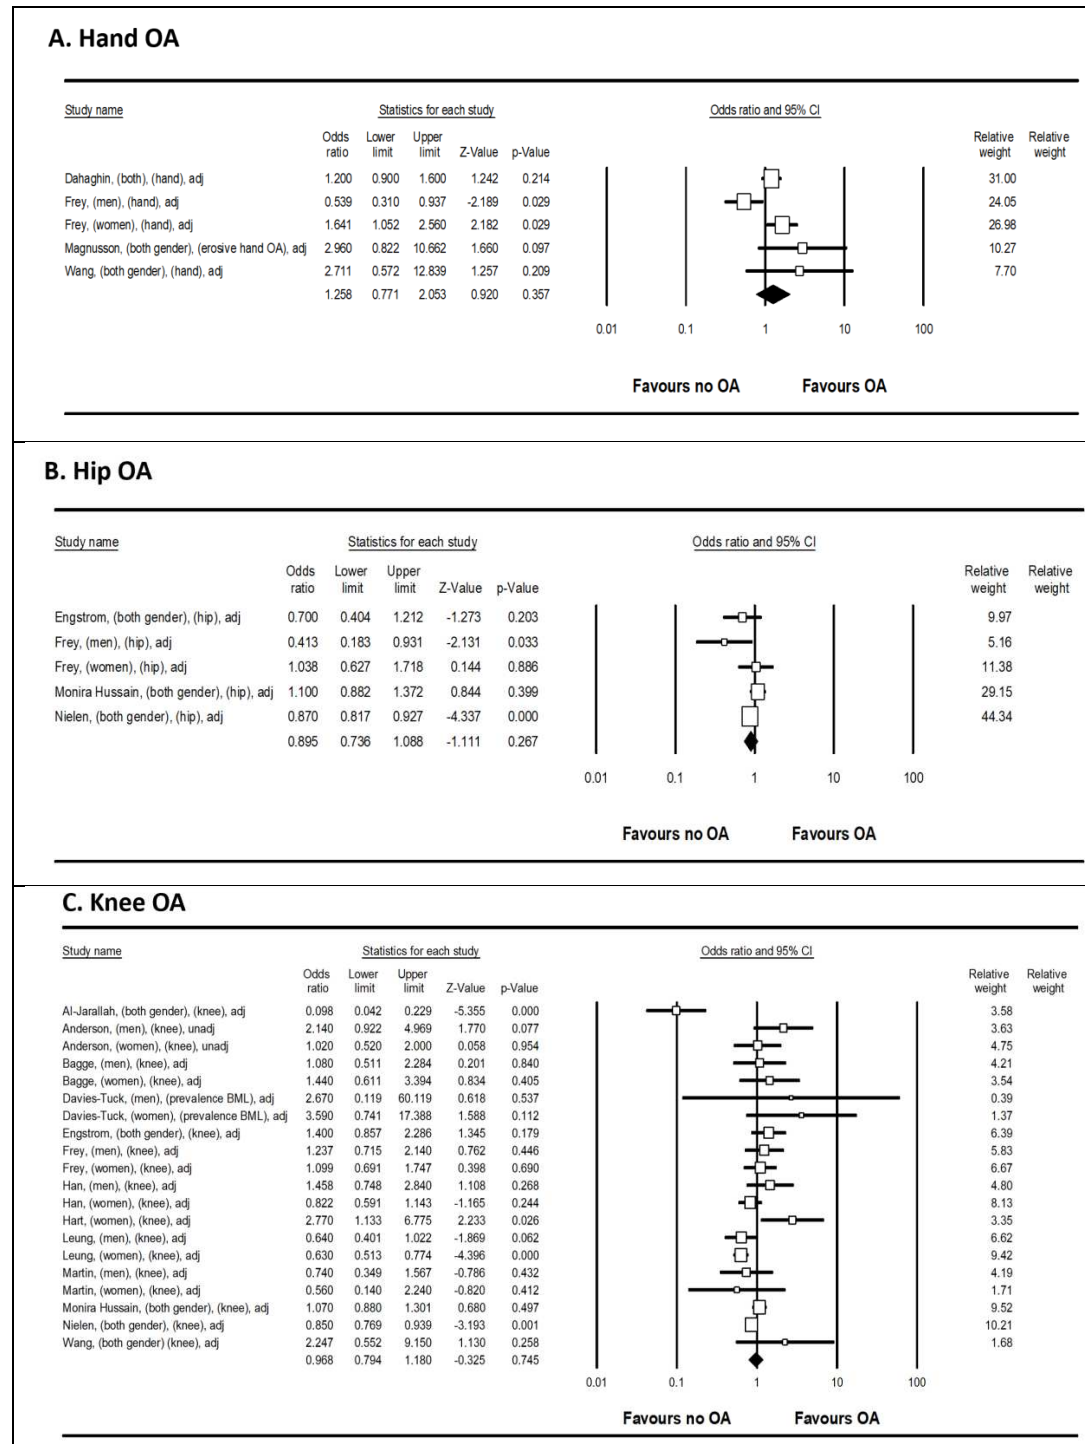 A. Hand OA
Study name Statistics for each study Odds ratio and 95% CI
Odds ratio Lower limit Upper limit Z-Value p-Value Relative weight Relative weight
Dahaghin, (both), (hand), adj 1.200 0.900 1.600 1.242 0.214 31.00
Frey, (men), (hand), adj 0.539 0.310 0.937 -2.189 0.029 24.05
Frey, (women), (hand), adj 1.641 1.052 2.560 2.182 0.029 26.98
Magnusson, (both gender), (erosive hand OA), adj 2.960 0.822 10.662 1.660 0.097 10.27
Wang, (both gender), (hand), adj 2.711 0.572 12.839 1.257 0.209 7.70
1.258 0.771 2.053 0.920 0.357
0.01 0.1 1 10 100
Favours no OA Favours OA
B. Hip OA
Study name Statistics for each study Odds ratio and 95% CI
Odds ratio Lower limit Upper limit Z-Value p-Value Relative weight Relative weight
Engstrom, (both gender), (hip), adj 0.700 0.404 1.212 -1.273 0.203 9.97
Frey, (men), (hip), adj 0.413 0.183 0.931 -2.131 0.033 5.16
Frey, (women), (hip), adj 1.038 0.627 1.718 0.144 0.886 11.38
Monira Hussain, (both gender), (hip), adj 1.100 0.882 1.372 0.844 0.399 29.15
Nielen, (both gender), (hip), adj 0.870 0.817 0.927 -4.337 0.000 44.34
0.895 0.736 1.088 -1.111 0.267
0.01 0.1 1 10 100
Favours no OA Favours OA
C. Knee OA
Study name Statistics for each study Odds ratio and 95% CI
Odds ratio Lower limit Upper limit Z-Value p-Value Relative weight Relative weight
Al-Jarallah, (both gender), (knee), adj 0.098 0.042 0.229 -5.355 0.000 3.58
Anderson, (men), (knee), unadj 2.140 0.922 4.969 1.770 0.077 3.63
Anderson, (women), (knee), unadj 1.020 0.520 2.000 0.058 0.954 4.75
Bagge, (men), (knee), adj 1.080 0.511 2.284 0.201 0.840 4.21
Bagge, (women), (knee), adj 1.440 0.611 3.394 0.834 0.405 3.54
Davies-Tuck, (men), (prevalence BML), adj 2.670 0.119 60.119 0.618 0.537 0.39
Davies-Tuck, (women), (prevalence BML), adj 3.590 0.741 17.388 1.588 0.112 1.37
Engstrom, (both gender), (knee), adj 1.400 0.857 2.286 1.345 0.179 6.39
Frey, (men), (knee), adj 1.237 0.715 2.140 0.762 0.446 5.83
Frey, (women), (knee), adj 1.099 0.691 1.747 0.398 0.690 6.67
Han, (men), (knee), adj 1.458 0.748 2.840 1.108 0.268 4.80
Han, (women), (knee), adj 0.822 0.591 1.143 -1.165 0.244 8.13
Hart, (women), (knee), adj 2.770 1.133 6.775 2.233 0.026 3.35
Leung, (men), (knee), adj 0.640 0.401 1.022 -1.869 0.062 6.62
Leung, (women), (knee), adj 0.630 0.513 0.774 -4.396 0.000 9.42
Martin, (men), (knee), adj 0.740 0.349 1.567 -0.786 0.432 4.19
Martin, (women), (knee), adj 0.560 0.140 2.240 -0.820 0.412 1.71
Monira Hussain, (both gender), (knee), adj 1.070 0.880 1.301 0.680 0.497 9.52
Nielen, (both gender), (knee), adj 0.850 0.769 0.939 -3.193 0.001 10.21
Wang, (both gender) (knee), adj 2.247 0.552 9.150 1.130 0.258 1.68
0.968 0.794 1.180 -0.325 0.745
0.01 0.1 1 10 100
Favours no OA Favours OA